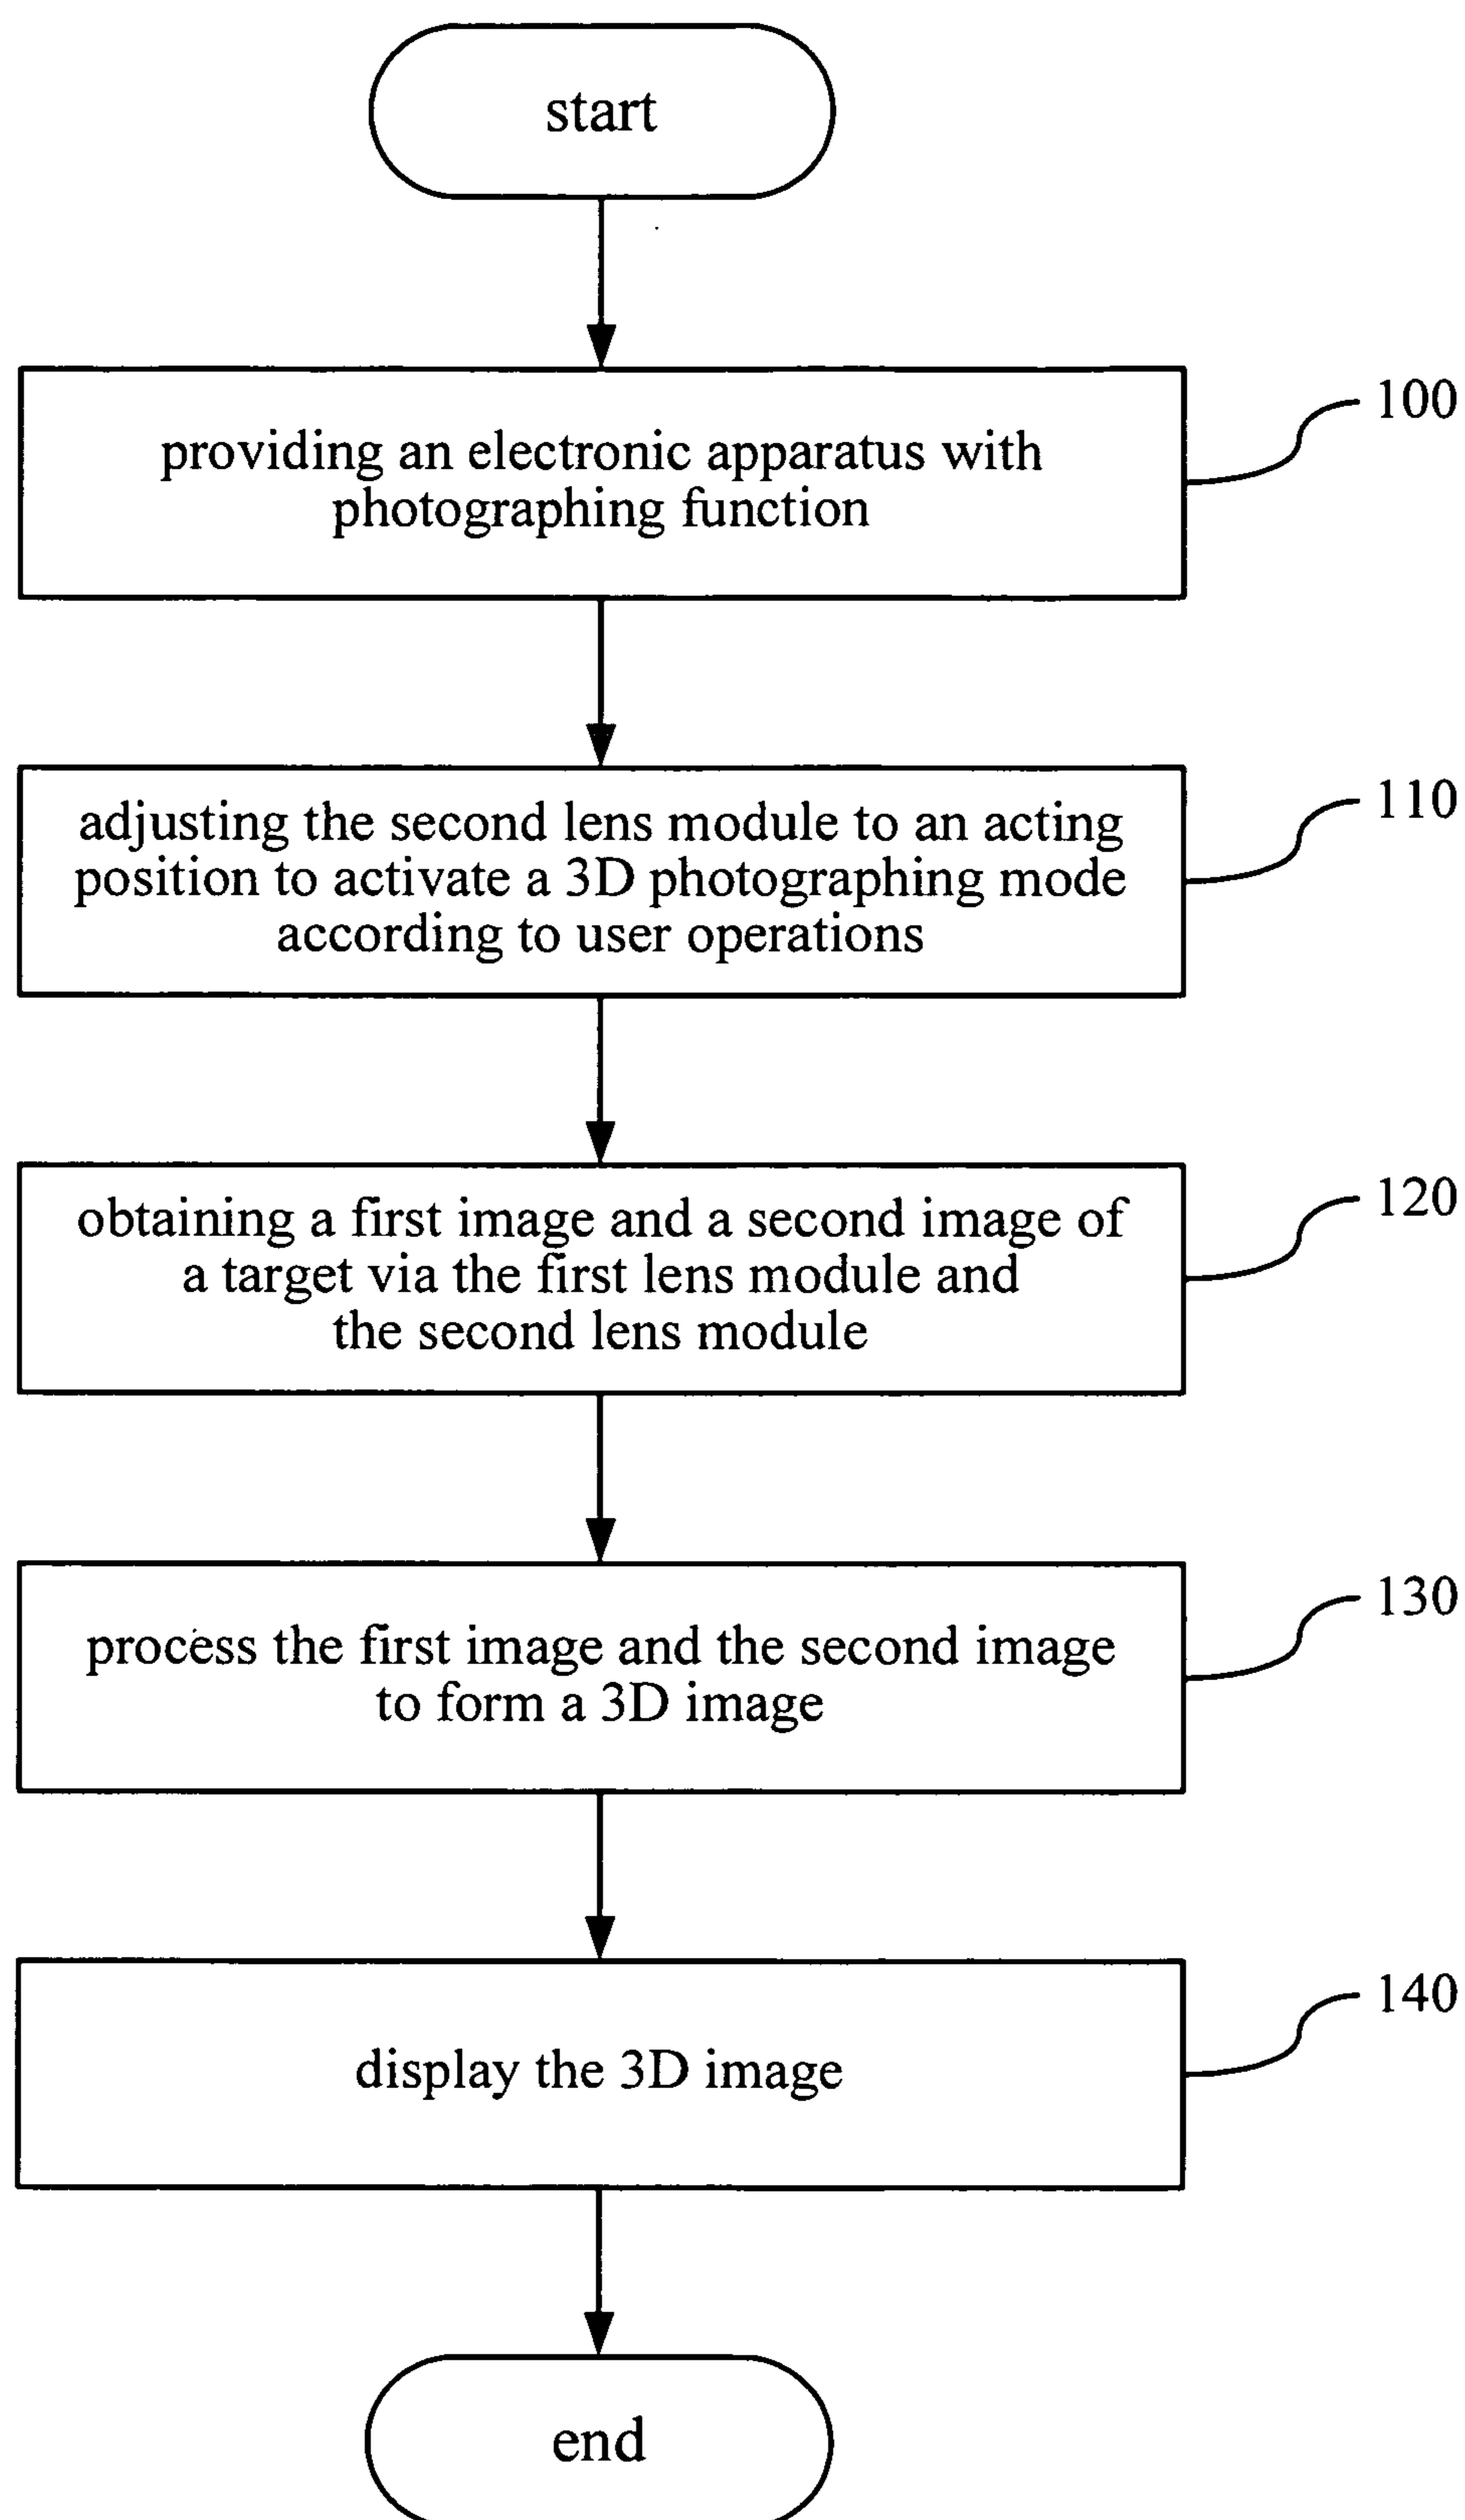 start
100
providing an electronic apparatus with
photographing function
110
adjusting the second lens module to an acting
position to activate a 3D photographing mode
according to user operations
120
obtaining a first image and a second image of
a target via the first lens module and
the second lens module
130
process the first image and the second image
to form a 3D image
140
display the 3D image
end